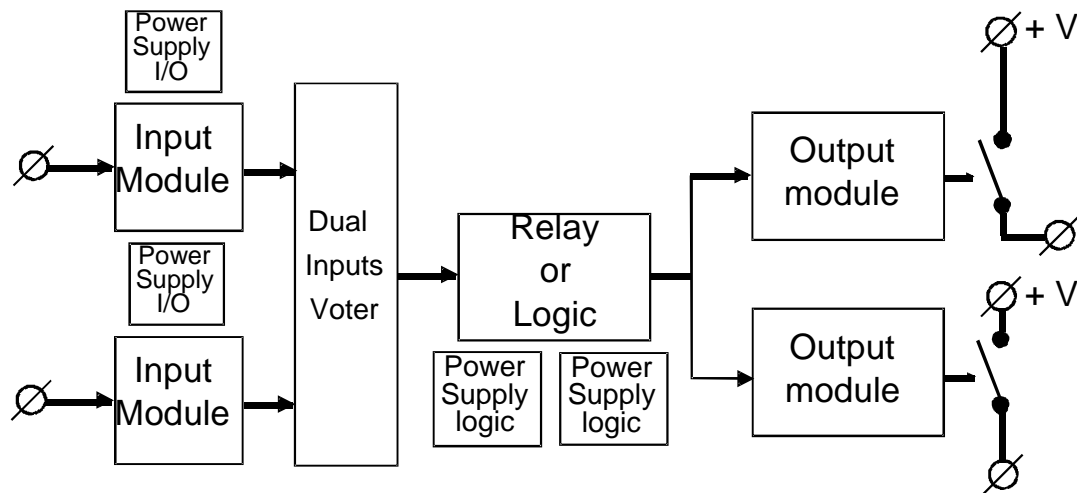 Power
Supply
I/O
Input
Module
Power
Supply
I/O
Input
Module
Dual
Inputs
Voter
Relay
or
Logic
Power
Supply
logic
Power
Supply
logic
Output
module
+ V
Output
module
+ V